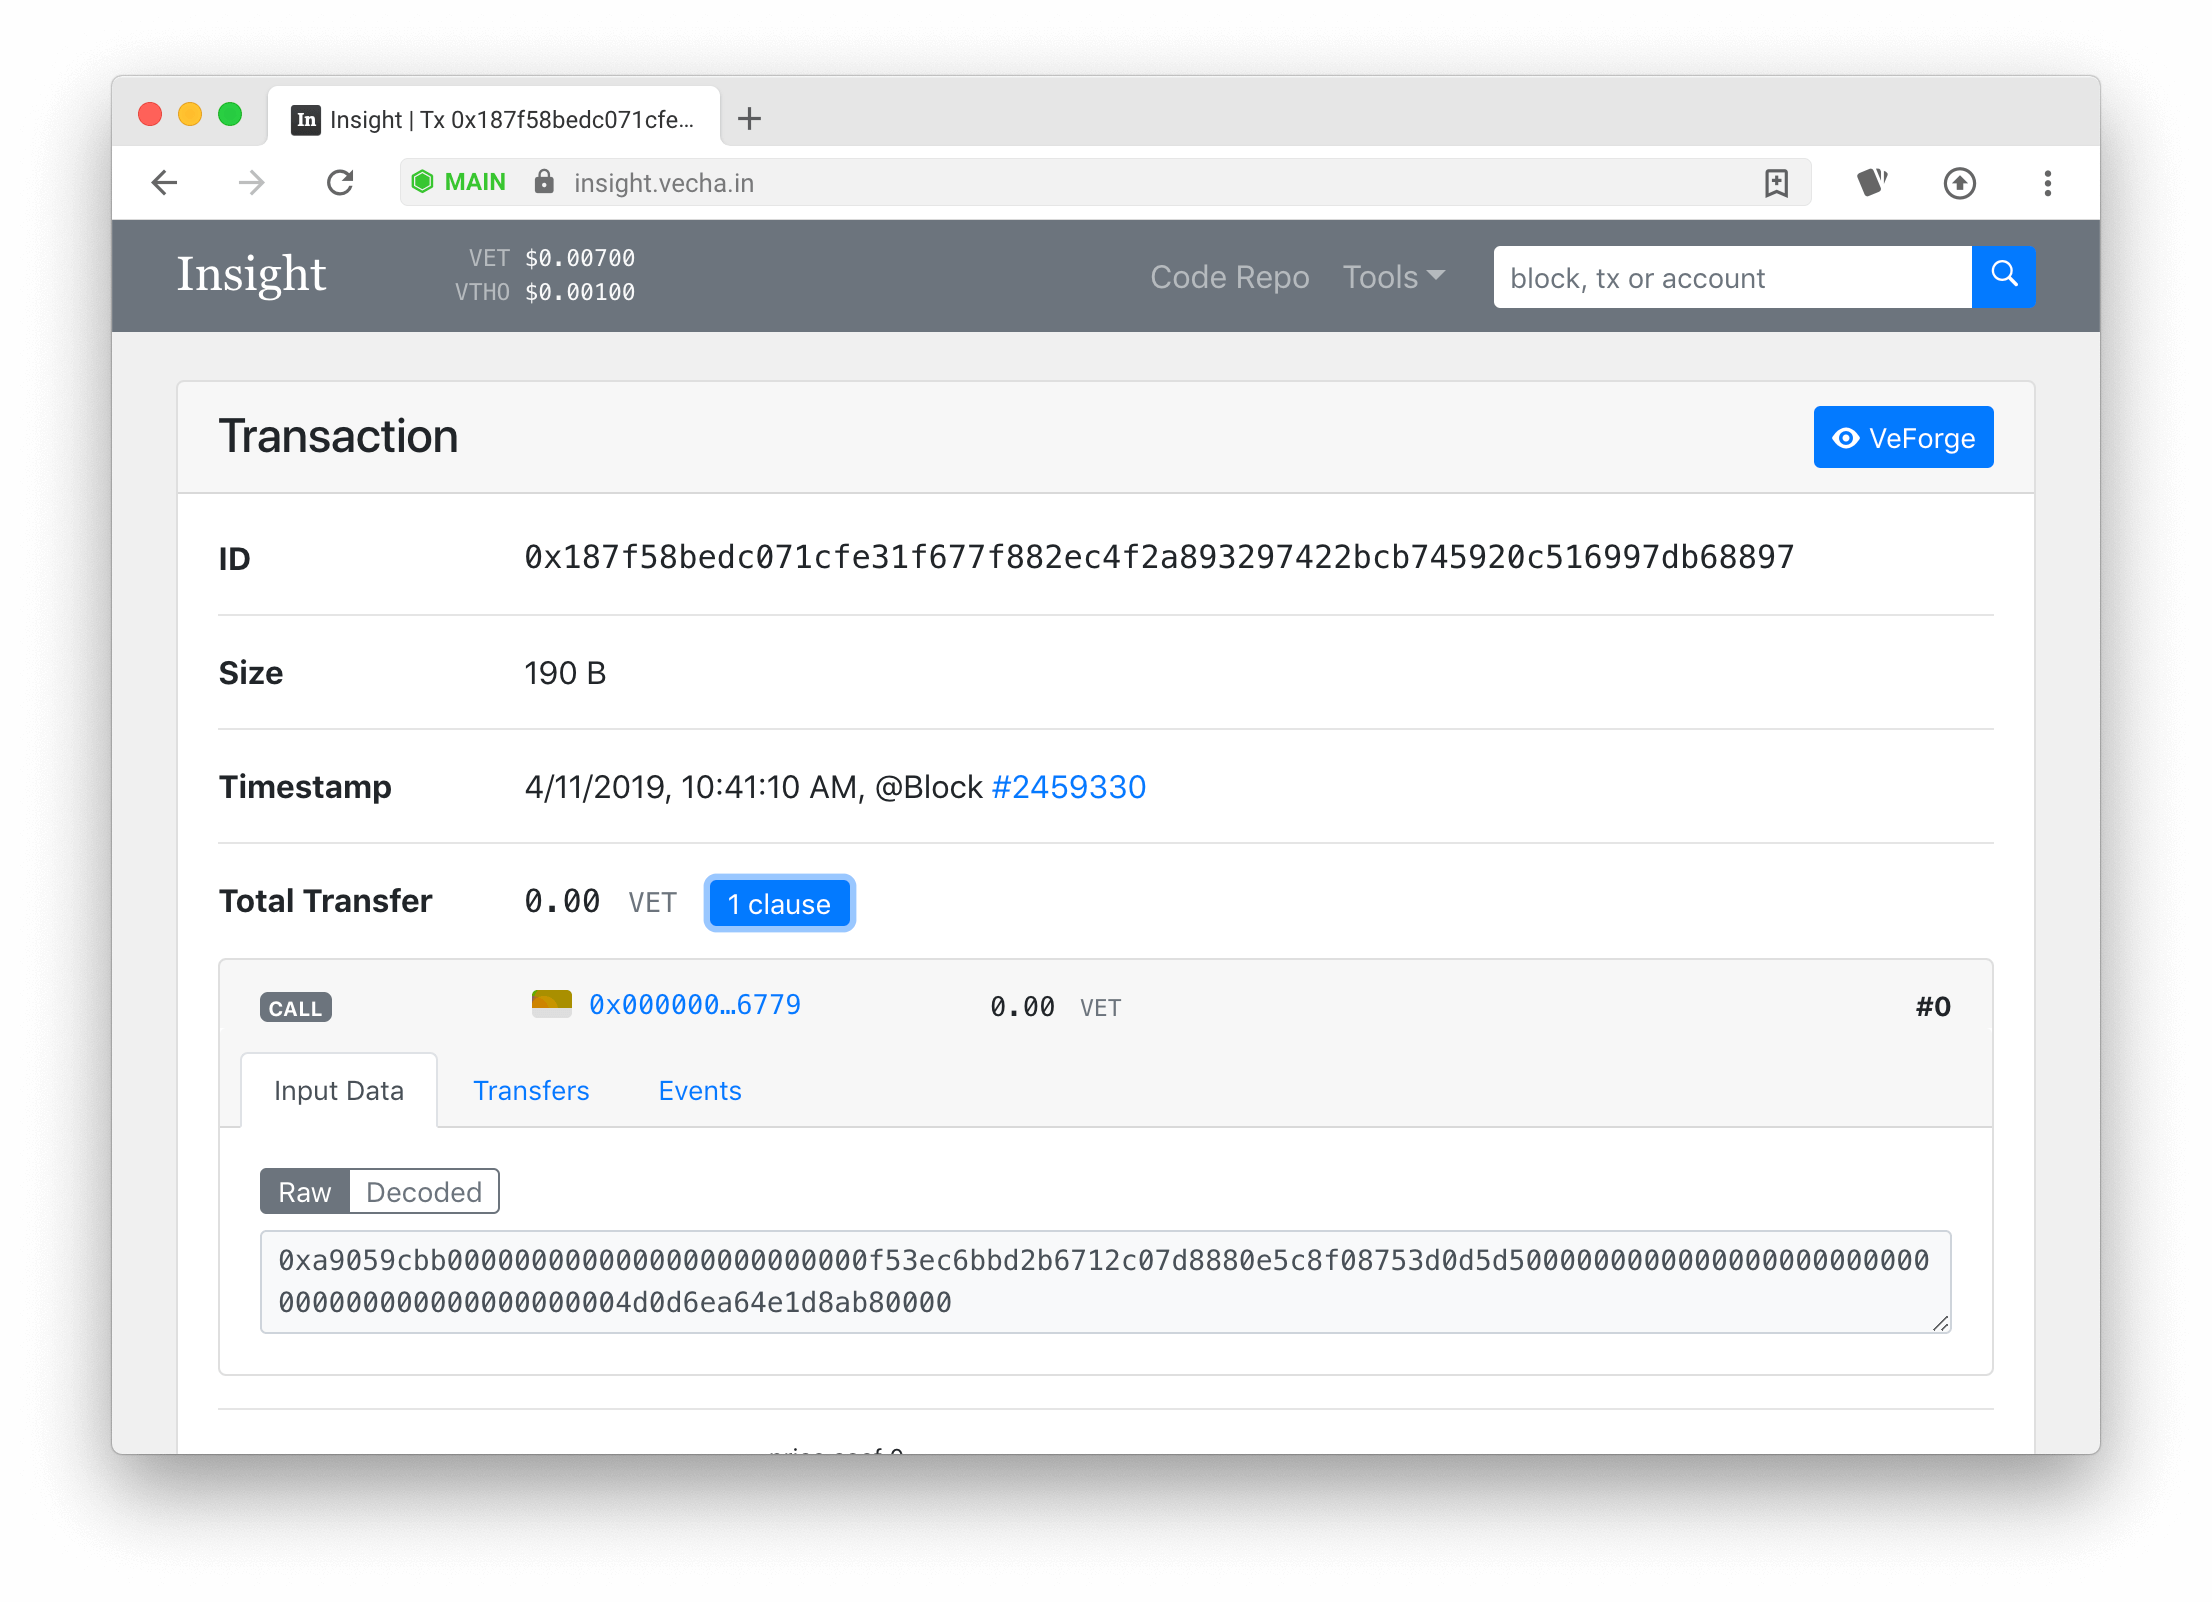 In Insight | Tx 0x187f58bedc071cfe...
MAIN insight.vecha.in
Insight
VET $0.00700
VTHO $0.00100
Code Repo Tools block, tx or account
Transaction VeForge
ID 0x187f58bedc071cfe31f677f882ec4f2a893297422bcb745920c516997db68897
Size 190 B
Timestamp 4/11/2019, 10:41:10 AM, @Block #2459330
Total Transfer 0.00 VET 1 clause
CALL 0x000000…6779 0.00 VET #0
Input Data Transfers Events
Raw Decoded
0xa9059cbb000000000000000000000000f53ec6bbd2b6712c07d8880e5c8f08753d0d5d5000000000000000000000000
000000000000000000004d0d6ea64e1d8ab80000